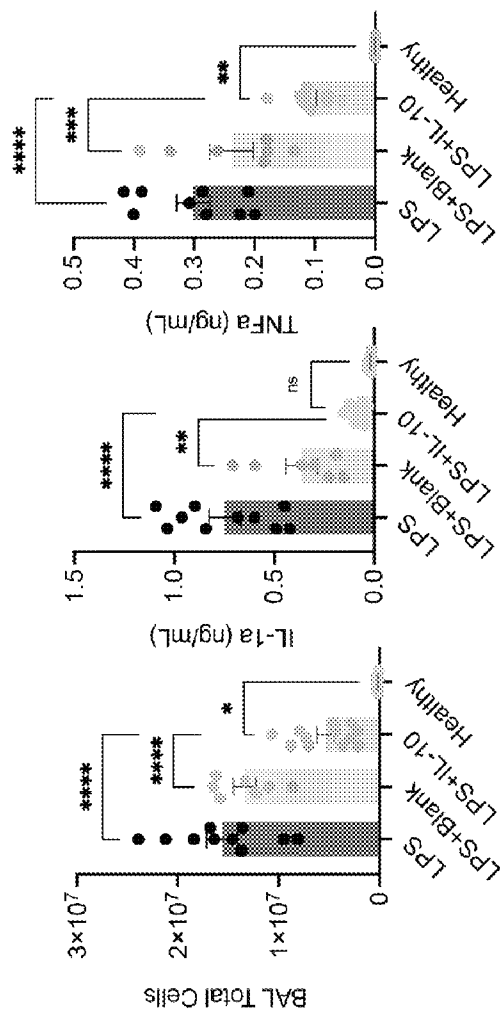 BAL Total Cells
3×10⁷
2×10⁷
1×10⁷
0
****
****
*
LPS
LPS+Blank
LPS+IL-10
Healthy
IL-1a (ng/mL)
1.5
1.0
0.5
0.0
****
**
ns
LPS
LPS+Blank
LPS+IL-10
Healthy
TNFa (ng/mL)
0.5
0.4
0.3
0.2
0.1
0.0
****
***
**
LPS
LPS+Blank
LPS+IL-10
Healthy